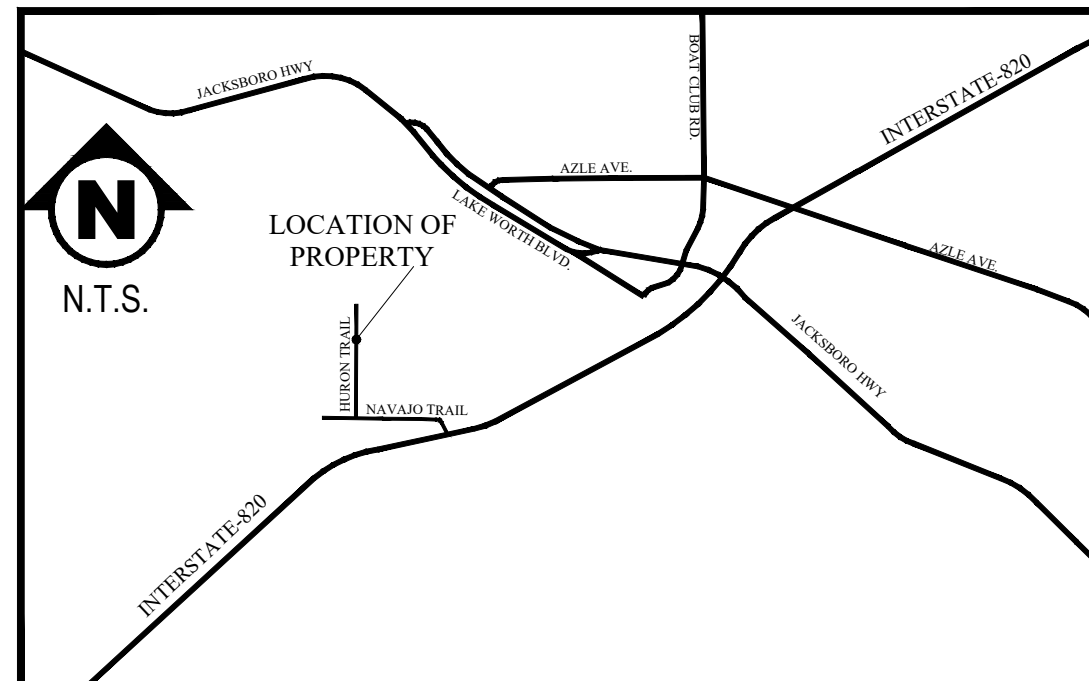 JACKSBORO HWY
BOAT CLUB RD.
INTERSTATE-820
AZLE AVE.
N
LAKE WORTH BLVD.
LOCATION OF
PROPERTY
AZLE AVE.
N.T.S.
HURON TRAIL
JACKSBORO HWY
NAVAJO TRAIL
INTERSTATE-820